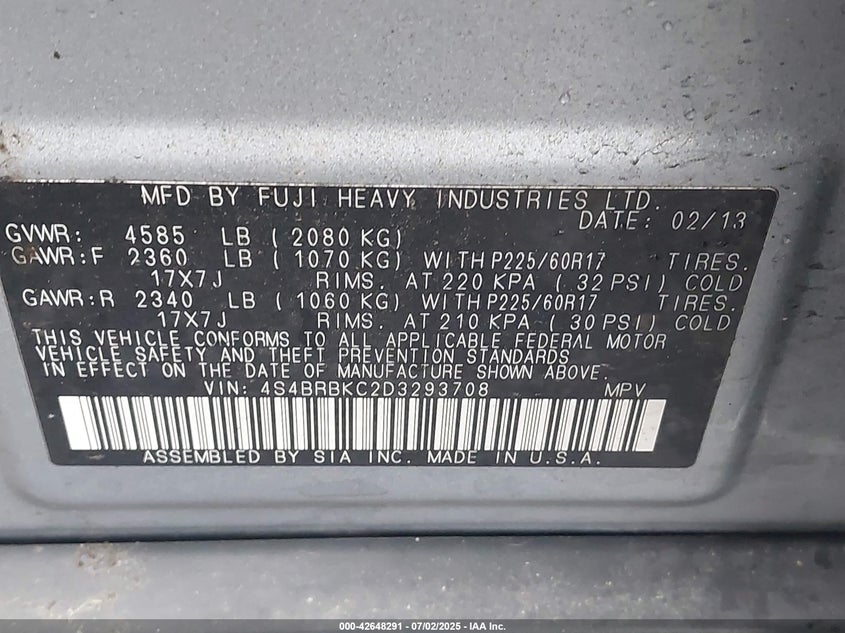 MFD BY FUJI HEAVY INDUSTRIES LTD.
DATE: 02/13
GVWR: 4585 LB ( 2080 KG)
GAWR:F 2360 LB ( 1070 KG) WITH P225/60R17 TIRES.
17X7J RIMS. AT 220 KPA ( 32 PSI) COLD
GAWR:R 2340 LB ( 1060 KG) WITH P225/60R17 TIRES.
17X7J RIMS. AT 210 KPA ( 30 PSI) COLD
THIS VEHICLE CONFORMS TO ALL APPLICABLE FEDERAL MOTOR
VEHICLE SAFETY AND THEFT PREVENTION STANDARDS
IN EFFECT ON THE DATE OF MANUFACTURE SHOWN ABOVE.
VIN: 4S4BRBKC2D3293708 MPV
ASSEMBLED BY SIA INC. MADE IN U.S.A.
000-42648291 - 07/02/2025 - IAA Inc.